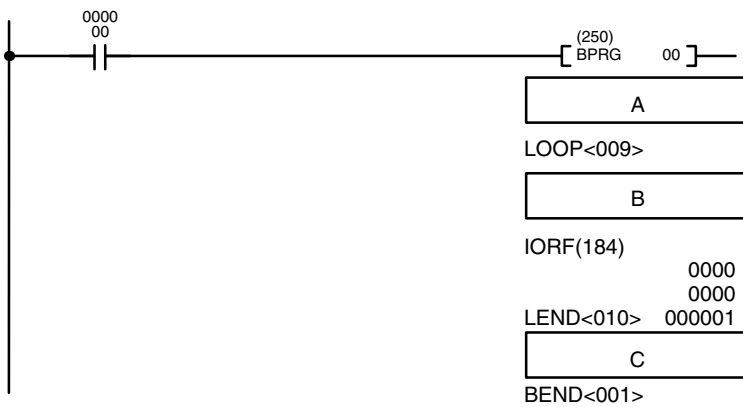 0000
00
(250)
BPRG 00
A
LOOP<009>
B
IORF(184)
0000
0000
LEND<010> 000001
C
BEND<001>